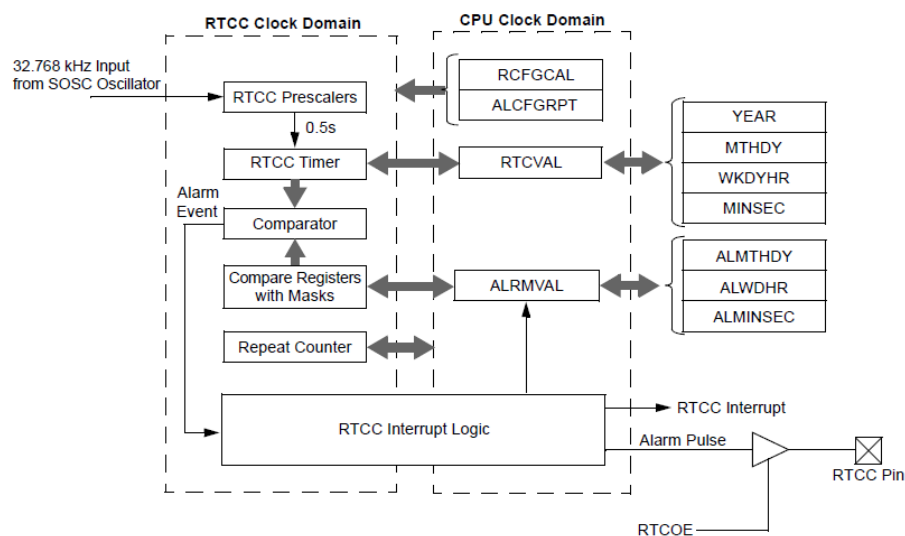 RTCC Clock Domain
CPU Clock Domain
32.768 kHz Input
from SOSC Oscillator
RTCC Prescalers
0.5s
RTCC Timer
Alarm
Event
Comparator
Compare Registers
with Masks
Repeat Counter
RCFGCAL
ALCFGRPT
RTCVAL
YEAR
MTHDY
WKDYHR
MINSEC
ALRMVAL
ALMTHDY
ALWDHR
ALMINSEC
RTCC Interrupt Logic
RTCC Interrupt
Alarm Pulse
RTCC Pin
RTCOE